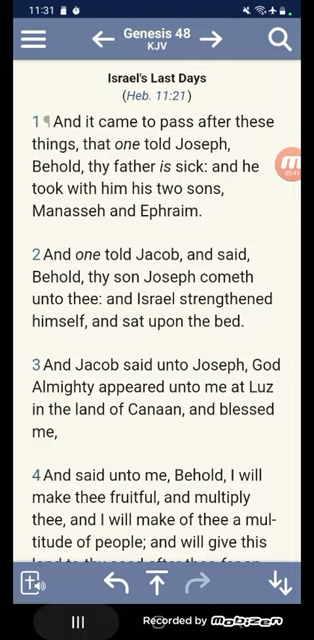 11:31
Genesis 48
KJV
Israel's Last Days
(Heb. 11:21)
1 ¶ And it came to pass after these
things, that one told Joseph,
Behold, thy father is sick: and he
took with him his two sons,
Manasseh and Ephraim.
2 And one told Jacob, and said,
Behold, thy son Joseph cometh
unto thee: and Israel strengthened
himself, and sat upon the bed.
3 And Jacob said unto Joseph, God
Almighty appeared unto me at Luz
in the land of Canaan, and blessed
me,
4 And said unto me, Behold, I will
make thee fruitful, and multiply
thee, and I will make of thee a mul-
titude of people; and will give this
Recorded by mobizen